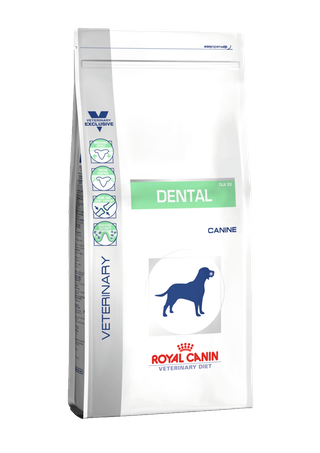 VETERINARY
EXCLUSIVE
DENTAL
CANINE
VETERINARY
ROYAL CANIN
VETERINARY DIET